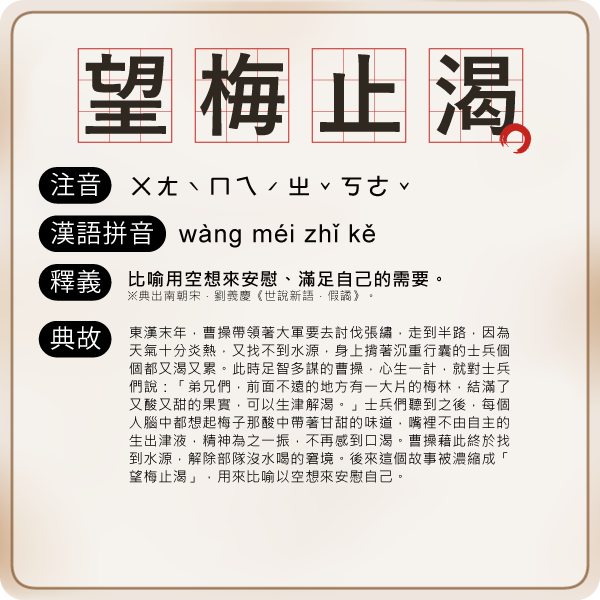 望梅止渴
注音 ㄨㄤˋ ㄇㄟˊ ㄓˇ ㄎㄜˇ
漢語拼音 wàng méi zhǐ kě
釋義 比喻用空想來安慰、滿足自己的需要。
※典出南朝宋．劉義慶《世說新語．假譎》。
典故 東漢末年，曹操帶領著大軍要去討伐張繡，走到半路，因為
天氣十分炎熱，又找不到水源，身上揹著沉重行囊的士兵個
個都又渴又累。此時足智多謀的曹操，心生一計，就對士兵
們說：「弟兄們，前面不遠的地方有一大片的梅林，結滿了
又酸又甜的果實，可以生津解渴。」士兵們聽到之後，每個
人腦中都想起梅子那酸中帶著甘甜的味道，嘴裡不由自主的
生出津液，精神為之一振，不再感到口渴。曹操藉此終於找
到水源，解除部隊沒水喝的窘境。後來這個故事被濃縮成「
望梅止渴」，用來比喻以空想來安慰自己。